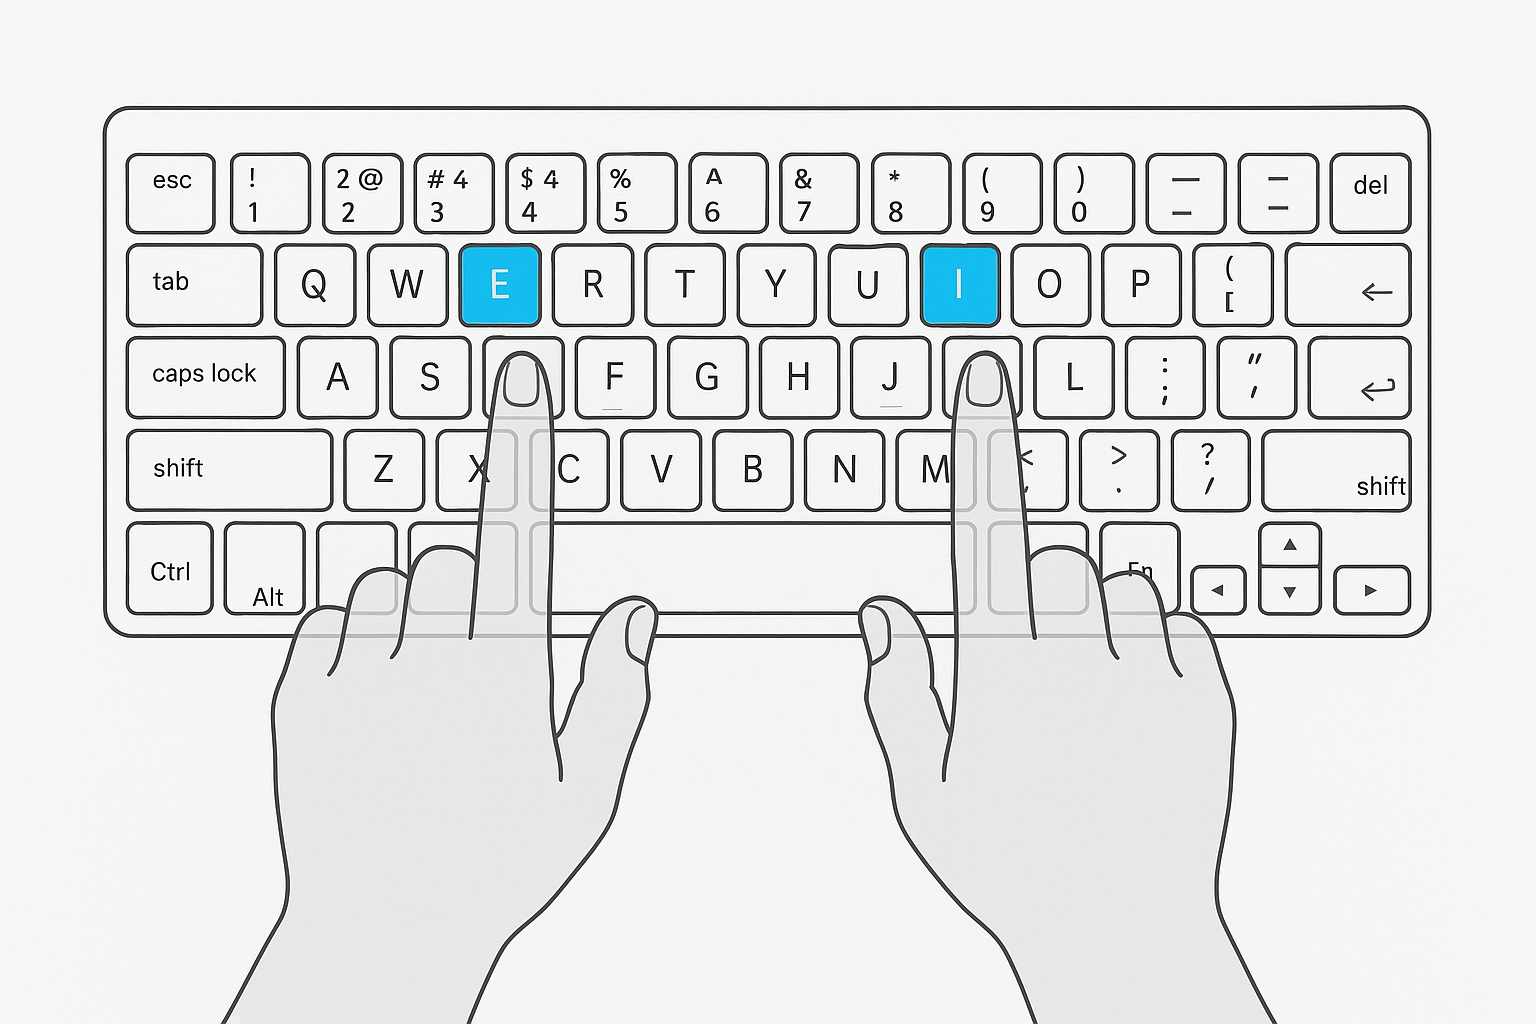 esc ! 2 @ # 4 $ 4 % A & * ( ) — — del
1 2 3 4 5 6 7 8 9 0 – –
tab Q W E R T Y U I O P ( [ ←
caps lock A S F G H J L : ; " ,
shift Z X C V B N M < , > . ? / shift
Ctrl Alt Fn ▲ ◀ ▼ ▶